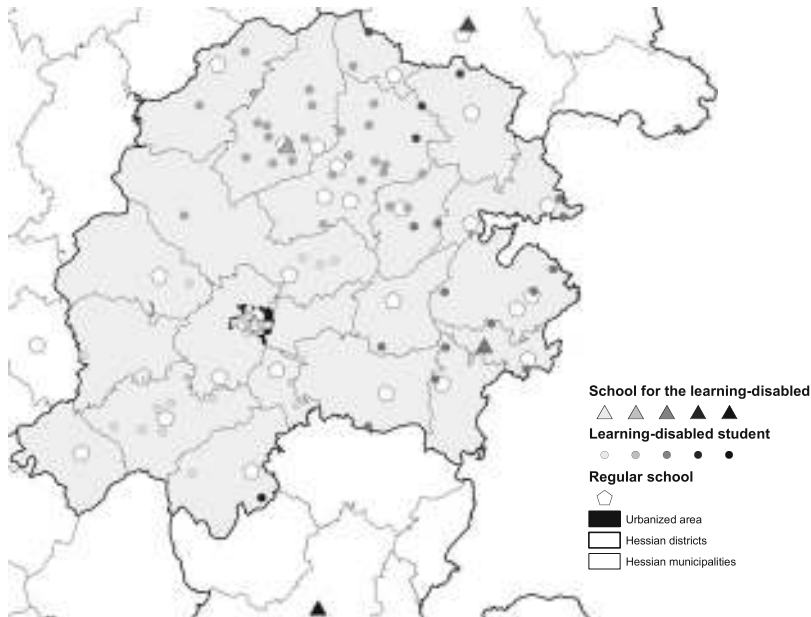 School for the learning-disabled
Learning-disabled student
Regular school
Urbanized area
Hessian districts
Hessian municipalities